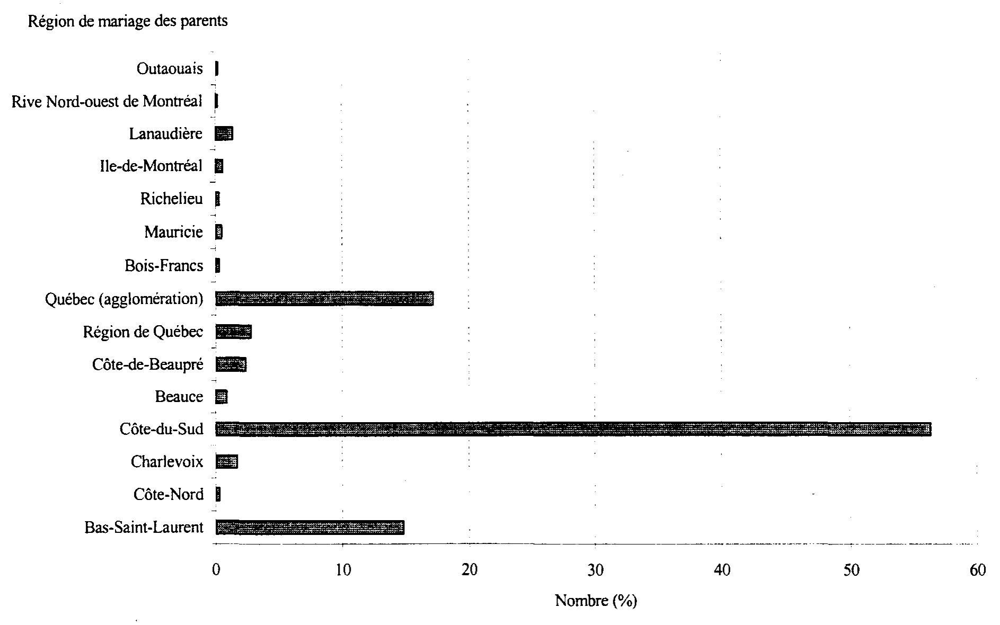 Région de mariage des parents
Outaouais
Rive Nord-ouest de Montréal
Lanaudière
Ile-de-Montréal
Richelieu
Mauricie
Bois-Francs
Québec (agglomération)
Région de Québec
Côte-de-Beaupré
Beauce
Côte-du-Sud
Charlevoix
Côte-Nord
Bas-Saint-Laurent
0 10 20 30 40 50 60
Nombre (%)